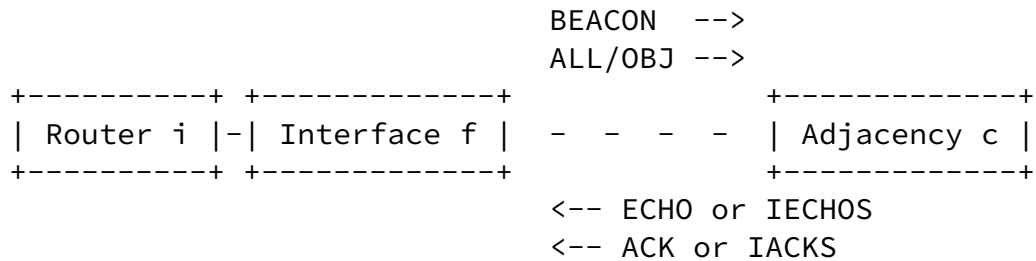 BEACON -->
ALL/OBJ -->
+----------+ +-------------+ +-------------+
| Router i |-| Interface f | - - - - | Adjacency c |
+----------+ +-------------+ +-------------+
<-- ECHO or IECHOS
<-- ACK or IACKS